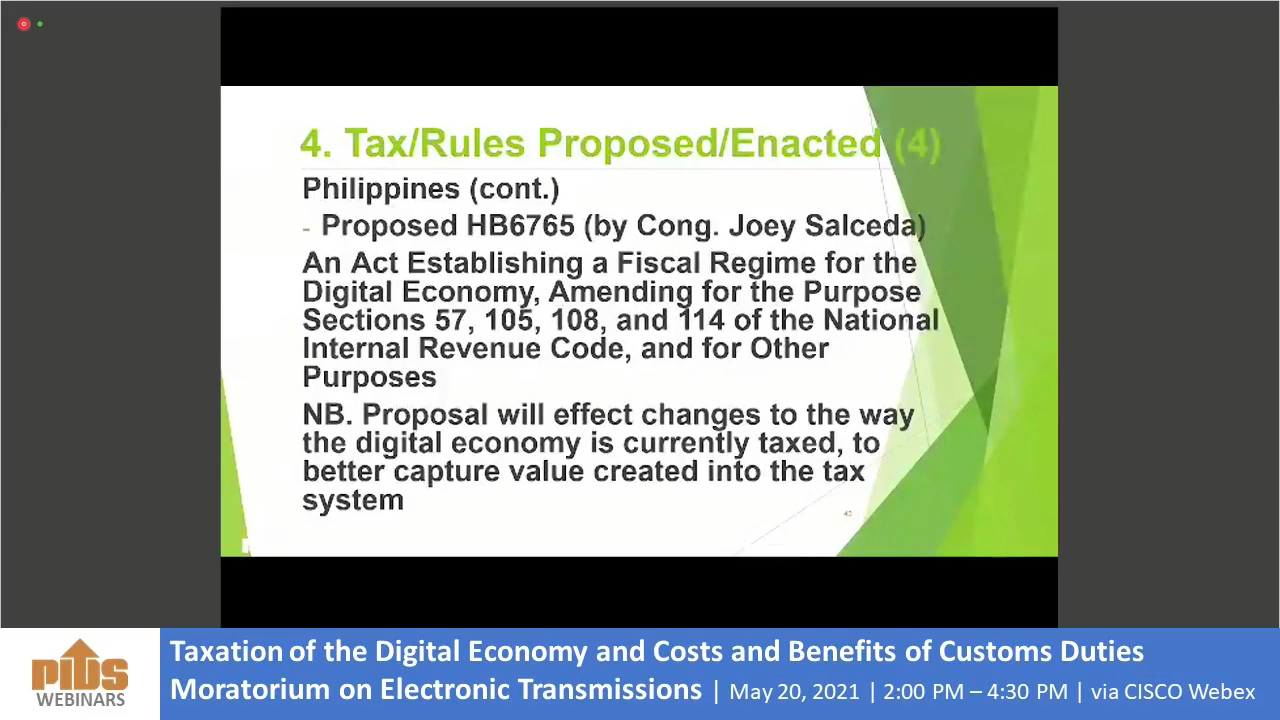 4. Tax/Rules Proposed/Enacted (4)
Philippines (cont.)
- Proposed HB6765 (by Cong. Joey Salceda)
An Act Establishing a Fiscal Regime for the
Digital Economy, Amending for the Purpose
Sections 57, 105, 108, and 114 of the National
Internal Revenue Code, and for Other
Purposes
NB. Proposal will effect changes to the way
the digital economy is currently taxed, to
better capture value created into the tax
system
PIDS
WEBINARS
Taxation of the Digital Economy and Costs and Benefits of Customs Duties
Moratorium on Electronic Transmissions | May 20, 2021 | 2:00 PM – 4:30 PM | via CISCO Webex